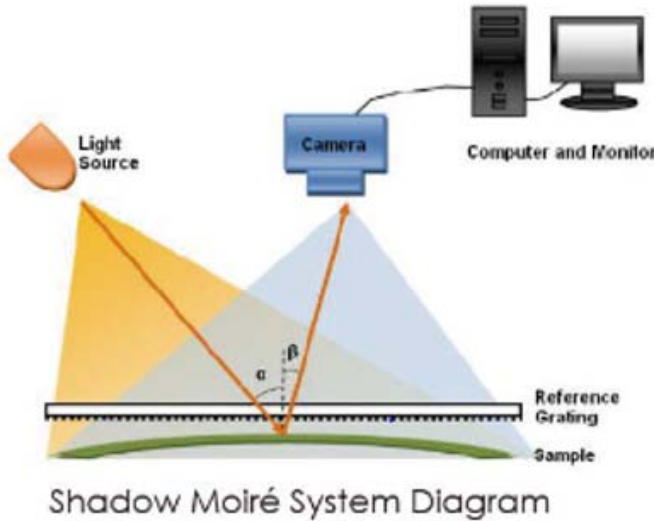 Light
Source
Camera
Computer and Monitor
α
β
Reference
Grating
Sample
Shadow Moiré System Diagram